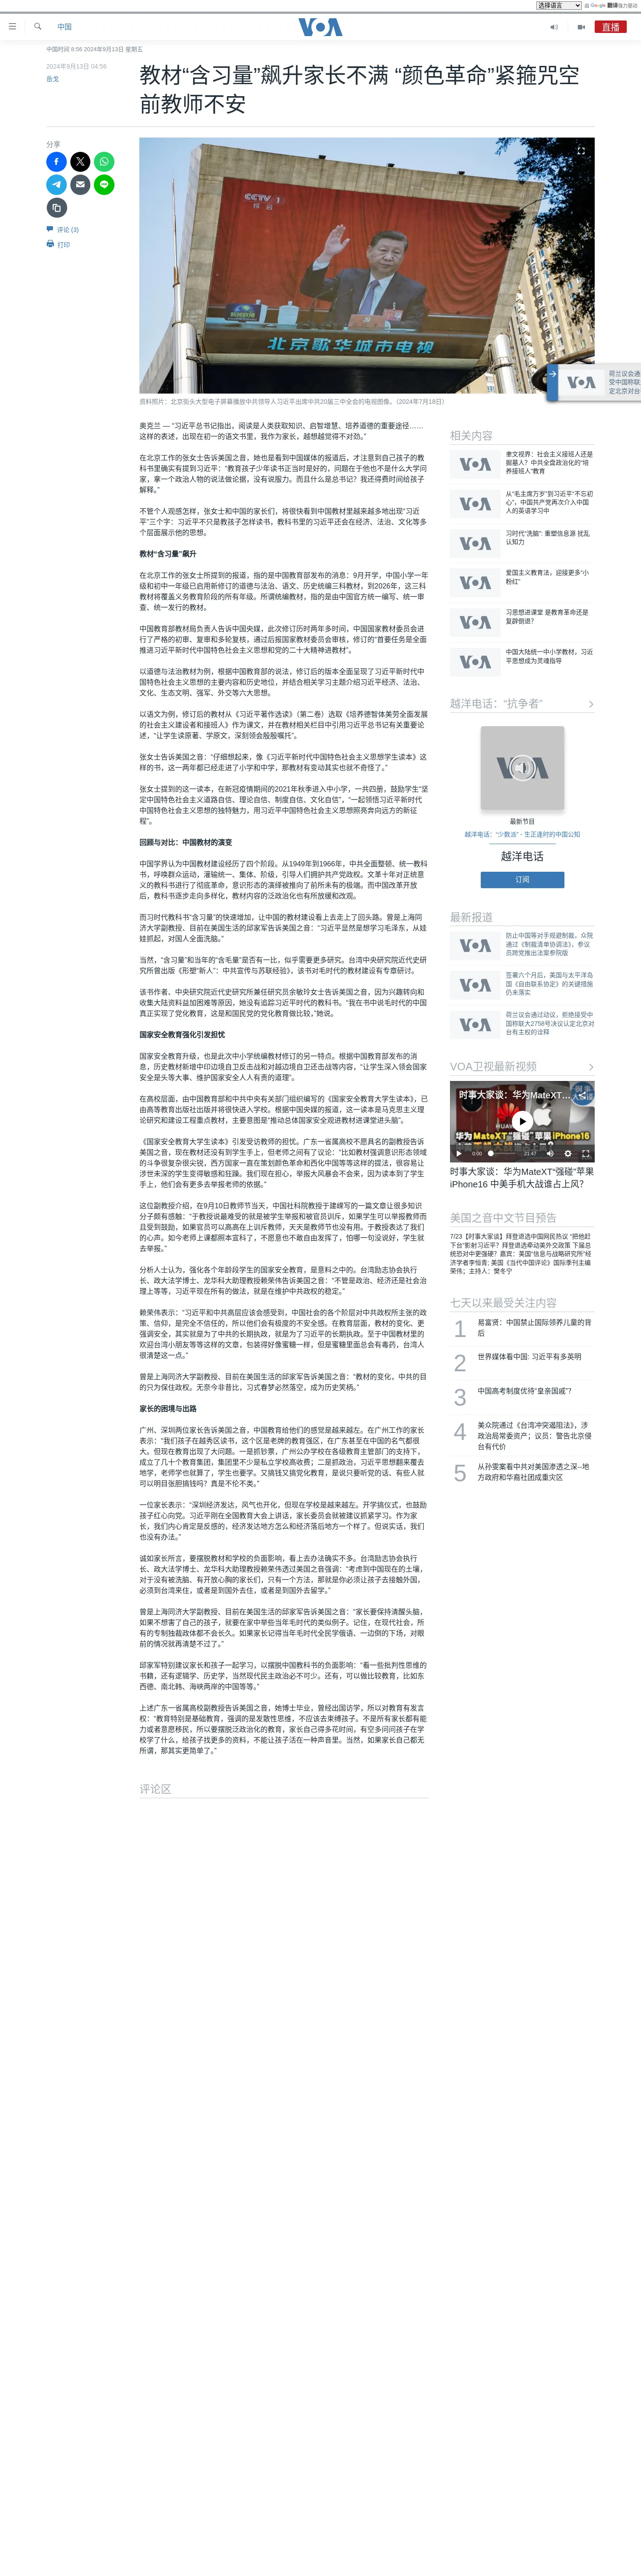 选择语言
由 Google 翻译强力驱动
中国
VOA
直播
中国时间 8:56 2024年9月13日 星期五
2024年9月13日 04:56
岳戈
教材“含习量”飙升家长不满 “颜色革命”紧箍咒空
前教师不安
分享
评论 (3)
打印
CCTV 1
新闻联播
北京歌华城市电视
资料照片：北京街头大型电子屏幕播放中共领导人习近平出席中共20届三中全会的电视图像。（2024年7月18日）
荷兰议会通
受中国称联
定北京对台
奥克兰 — “习近平总书记指出，阅读是人类获取知识、启智增慧、培养道德的重要途径……
这样的表述，出现在初一的语文书里，我作为家长，越想越觉得不对劲。”
在北京工作的张女士告诉美国之音，她也是看到中国媒体的报道后，才注意到自己孩子的教
科书里确实有提到习近平：“教育孩子少年读书正当时是好的，问题在于他也不是什么大学问
家，拿一个政治人物的说法做论据，没有说服力。而且什么是总书记？我还得费时间给孩子
解释。”
不管个人观感怎样，张女士和中国的家长们，将很快看到中国教材里越来越多地出现“习近
平”三个字：习近平不只是教孩子怎样读书，教科书里的习近平还会在经济、法治、文化等多
个层面展示他的思想。
教材“含习量”飙升
在北京工作的张女士所提到的报道，指的是中国教育部发布的消息：9月开学，中国小学一年
级和初中一年级已启用新修订的道德与法治、语文、历史统编三科教材，到2026年，这三科
教材将覆盖义务教育阶段的所有年级。所谓统编教材，指的是由中国官方统一编写、统一审
查、统一发行的教材。
中国教育部教材局负责人告诉中国央媒，此次修订历时两年多时间，中国国家教材委员会进
行了严格的初审、复审和多轮复核，通过后报国家教材委员会审核，修订的“首要任务是全面
推进习近平新时代中国特色社会主义思想和党的二十大精神进教材”。
以道德与法治教材为例，根据中国教育部的说法，修订后的版本全面呈现了习近平新时代中
国特色社会主义思想的主要内容和历史地位，并结合相关学习主题介绍习近平经济、法治、
文化、生态文明、强军、外交等六大思想。
以语文为例，修订后的教材从《习近平著作选读》（第二卷）选取《培养德智体美劳全面发展
的社会主义建设者和接班人》作为课文，并在教材相关栏目中引用习近平总书记有关重要论
述，“让学生读原著、学原文，深刻领会殷殷嘱托”。
张女士告诉美国之音：“仔细想起来，像《习近平新时代中国特色社会主义思想学生读本》这
样的书，这一两年都已经走进了小学和中学，那教材有变动其实也就不奇怪了。”
张女士提到的这一读本，在新冠疫情期间的2021年秋季进入中小学，一共四册，鼓励学生“坚
定中国特色社会主义道路自信、理论自信、制度自信、文化自信”，“一起领悟习近平新时代
中国特色社会主义思想的独特魅力，用习近平中国特色社会主义思想照亮奔向远方的新征
程”。
回顾与对比：中国教材的演变
中国学界认为中国教材建设经历了四个阶段。从1949年到1966年，中共全面整顿、统一教科
书，呼唤群众运动，灌输统一、集体、阶级，引导人们拥护共产党执政。文革十年对正统意
义的教科书进行了彻底革命，意识形态的演绎被推向了前所未有的极端。而中国改革开放
后，教科书逐步走向多样化，教材内容的泛政治化也有所放缓和改观。
而习时代教科书“含习量”的快速增加，让中国的教材建设看上去走上了回头路。曾是上海同
济大学副教授、目前在美国生活的邱家军告诉美国之音：“习近平显然是想学习毛泽东，从娃
娃抓起，对国人全面洗脑。”
当然，“含习量”和当年的“含毛量”是否有一比，似乎需要更多研究。台湾中央研究院近代史研
究所曾出版《形塑“新人”：中共宣传与苏联经验》，该书对毛时代的教材建设有专章研讨。
该书作者、中央研究院近代史研究所兼任研究员余敏玲女士告诉美国之音，因为兴趣转向和
收集大陆资料益加困难等原因，她没有追踪习近平时代的教科书。“我在书中说毛时代的中国
真正实现了党化教育，这是和国民党的党化教育做比较，”她说。
国家安全教育强化引发担忧
国家安全教育升级，也是此次中小学统编教材修订的另一特点。根据中国教育部发布的消
息，历史教材新增中印边境自卫反击战和对越边境自卫还击战等内容，“让学生深入领会国家
安全是头等大事、维护国家安全人人有责的道理”。
在高校层面，由中国教育部和中共中央有关部门组织编写的《国家安全教育大学生读本》，已
由高等教育出版社出版并将很快进入学校。根据中国央媒的报道，这一读本是马克思主义理
论研究和建设工程重点教材，主要意图是“推动总体国家安全观进教材进课堂进头脑”。
《国家安全教育大学生读本》引发受访教师的担忧。广东一省属高校不愿具名的副教授告诉
美国之音，现在教材还没有到学生手上，但老师之间有了议论：“比如教材强调意识形态领域
的斗争很复杂很尖锐，西方国家一直在策划颜色革命和西化中国等等这样的提法，很容易让
涉世未深的学生变得敏感和狂躁。我们现在担心学生，举报大风暴会不会来，因为读本到了学生
上手，他们会有更多去举报老师的依据。”
这位副教授介绍，在9月10日教师节当天，中国社科院教授于建嵘写的一篇文章让很多知识
分子颇有感触：“于教授说最难受的就是被学生举报和被官员训斥，如果学生可以举报教师而
且受到鼓励，如果官员可以高高在上训斥教师，天天是教师节也没有用。于教授表达了我们
的心声。如今老师上课都照本宣科了，不愿意也不敢自由发挥了，怕哪一句没说好，学生就
去举报。”
分析人士认为，强化各个年龄段学生的国家安全教育，是意料之中的。台湾励志协会执行
长、政大法学博士、龙华科大助理教授赖荣伟告诉美国之音：“不管是政治、经济还是社会治
理上等等，习近平现在所有的做法，就是在维护中共政权的稳定。”
赖荣伟表示：“习近平和中共高层应该会感受到，中国社会的各个阶层对中共政权所主张的政
策、信仰，是完全不信任的，所以他们会有极度的不安全感。在教育层面，教材的变化、更
强调安全，其实就是为了中共的长期执政，就是为了习近平的长期执政。至于中国教材里的
欢迎台湾小朋友等等这样的文章，包装得好像蜜糖一样，但是蜜糖里面总会有毒药，台湾人
很清楚这一点。”
曾是上海同济大学副教授、目前在美国生活的邱家军告诉美国之音：“教材的变化，中共的目
的只为保住政权。无奈今非昔比，习式春梦必然落空，成为历史笑柄。”
家长的困境与出路
广州、深圳两位家长告诉美国之音，中国教育给他们的感觉是越来越左。在广州工作的家长
表示：“我们孩子在越秀区读书，这个区是老牌的教育强区，在广东甚至在中国的名气都很
大。但现在教育出现了大问题。一是抓钞票，广州公办学校在各级教育主管部门的支持下，
成立了几十个教育集团，集团里不少是私立学校高收费；二是抓政治，习近平思想翻来覆去
地学，老师学也就算了，学生也要学。又搞钱又搞党化教育，是说只要听党的话、有些人就
可以明目张胆搞钱吗？真是不伦不类。”
一位家长表示：“深圳经济发达，风气也开化，但现在学校是越来越左。开学搞仪式，也鼓励
孩子红心向党。习近平刚在全国教育大会上讲话，家长委员会就被建议抓紧学习。作为家
长，我们内心肯定是反感的，经济发达地方怎么和经济落后地方一个样了。但说实话，我们
也没有办法。”
诚如家长所言，要摆脱教材和学校的负面影响，看上去办法确实不多。台湾励志协会执行
长、政大法学博士、龙华科大助理教授赖荣伟透过美国之音强调：“考虑到中国现在的土壤，
对于没有被洗脑、有开放心胸的家长们，只有一个方法，那就是你必须让孩子去接触外国，
必须到台湾来住，或者是到国外去住，或者是到国外去留学。”
曾是上海同济大学副教授、目前在美国生活的邱家军告诉美国之音：“家长要保持清醒头脑，
如果不想害了自己的孩子，就要在家中举些当年毛时代的类似例子。记住，在现代社会，所
有的专制独裁政体都不会长久。如果家长记得当年毛时代全民学俄语、一边倒的下场，对眼
前的情况就再清楚不过了。”
邱家军特别建议家长和孩子一起学习，以摆脱中国教科书的负面影响：“看一些批判性思维的
书籍，还有逻辑学、历史学，当然现代民主政治必不可少。还有，可以做比较教育，比如东
西德、南北韩、海峡两岸的中国等等。”
上述广东一省属高校副教授告诉美国之音，她博士毕业，曾经出国访学，所以对教育有发言
权：“教育特别是基础教育，强调的是发散性思维，不应该去束缚孩子。不是所有家长都有能
力或者意愿移民，所以要摆脱泛政治化的教育，家长自己得多花时间，有空多问问孩子在学
校学了什么，给孩子找更多的资料，不能让孩子活在一种声音里。当然，如果家长自己都无
所谓，那其实更简单了。”
评论区
相关内容
聿文视界：社会主义接班人还是
掘墓人？中共全盘政治化的“培
养接班人”教育
从“毛主席万岁”到习近平“不忘初
心”，中国共产党再次介入中国
人的英语学习中
习时代“洗脑”: 重塑信息源 扰乱
认知力
爱国主义教育法，迎接更多“小
粉红”
习思想进课堂 是教育革命还是
复辟倒退?
中国大陆统一中小学教材，习近
平思想成为灵魂指导
越洋电话：“抗争者”
最新节目
越洋电话：“少数派” - 生正逢时的中国公知
越洋电话
订阅
最新报道
防止中国等对手规避制裁，众院
通过《制裁清单协调法》，参议
员跨党推出法案参院版
签署六个月后，美国与太平洋岛
国《自由联系协定》的关键措施
仍未落实
荷兰议会通过动议，拒绝接受中
国称联大2758号决议认定北京对
台有主权的诠释
VOA卫视最新视频
时事大家谈：华为MateXT...
华为MateXT“强碰”iPhone16
0:00
21:47
时事大家谈：华为MateXT“强碰”苹果
iPhone16 中美手机大战谁占上风?
美国之音中文节目预告
7/23【时事大家谈】拜登退选中国网民热议 “把他赶
下台”影射习近平？拜登退选牵动美外交政策 下届总
统恐对中更强硬？嘉宾：美国“信息与战略研究所”经
济学者李恒青; 美国《当代中国评论》国际季刊主编
荣伟；主持人：樊冬宁
七天以来最受关注内容
1
易富贤：中国禁止国际领养儿童的背
后
2
世界媒体看中国: 习近平有多英明
3
中国高考制度优待“皇亲国戚”?
4
美众院通过《台湾冲突遏阻法》，涉
政治局常委资产；议员：警告北京侵
台有代价
5
从孙雯案看中共对美国渗透之深--地
方政府和华裔社团成重灾区